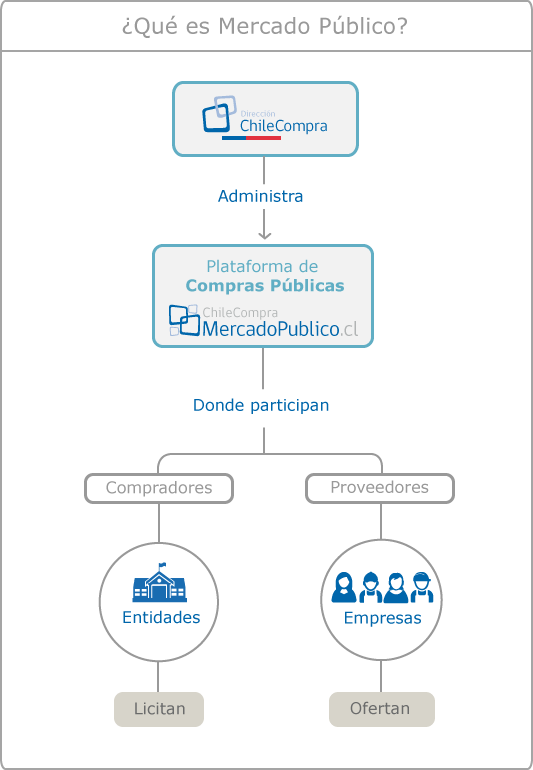 ¿Qué es Mercado Público?
Dirección
ChileCompra
Administra
Plataforma de
Compras Públicas
ChileCompra
MercadoPublico.cl
Donde participan
Compradores
Proveedores
Entidades
Empresas
Licitan
Ofertan